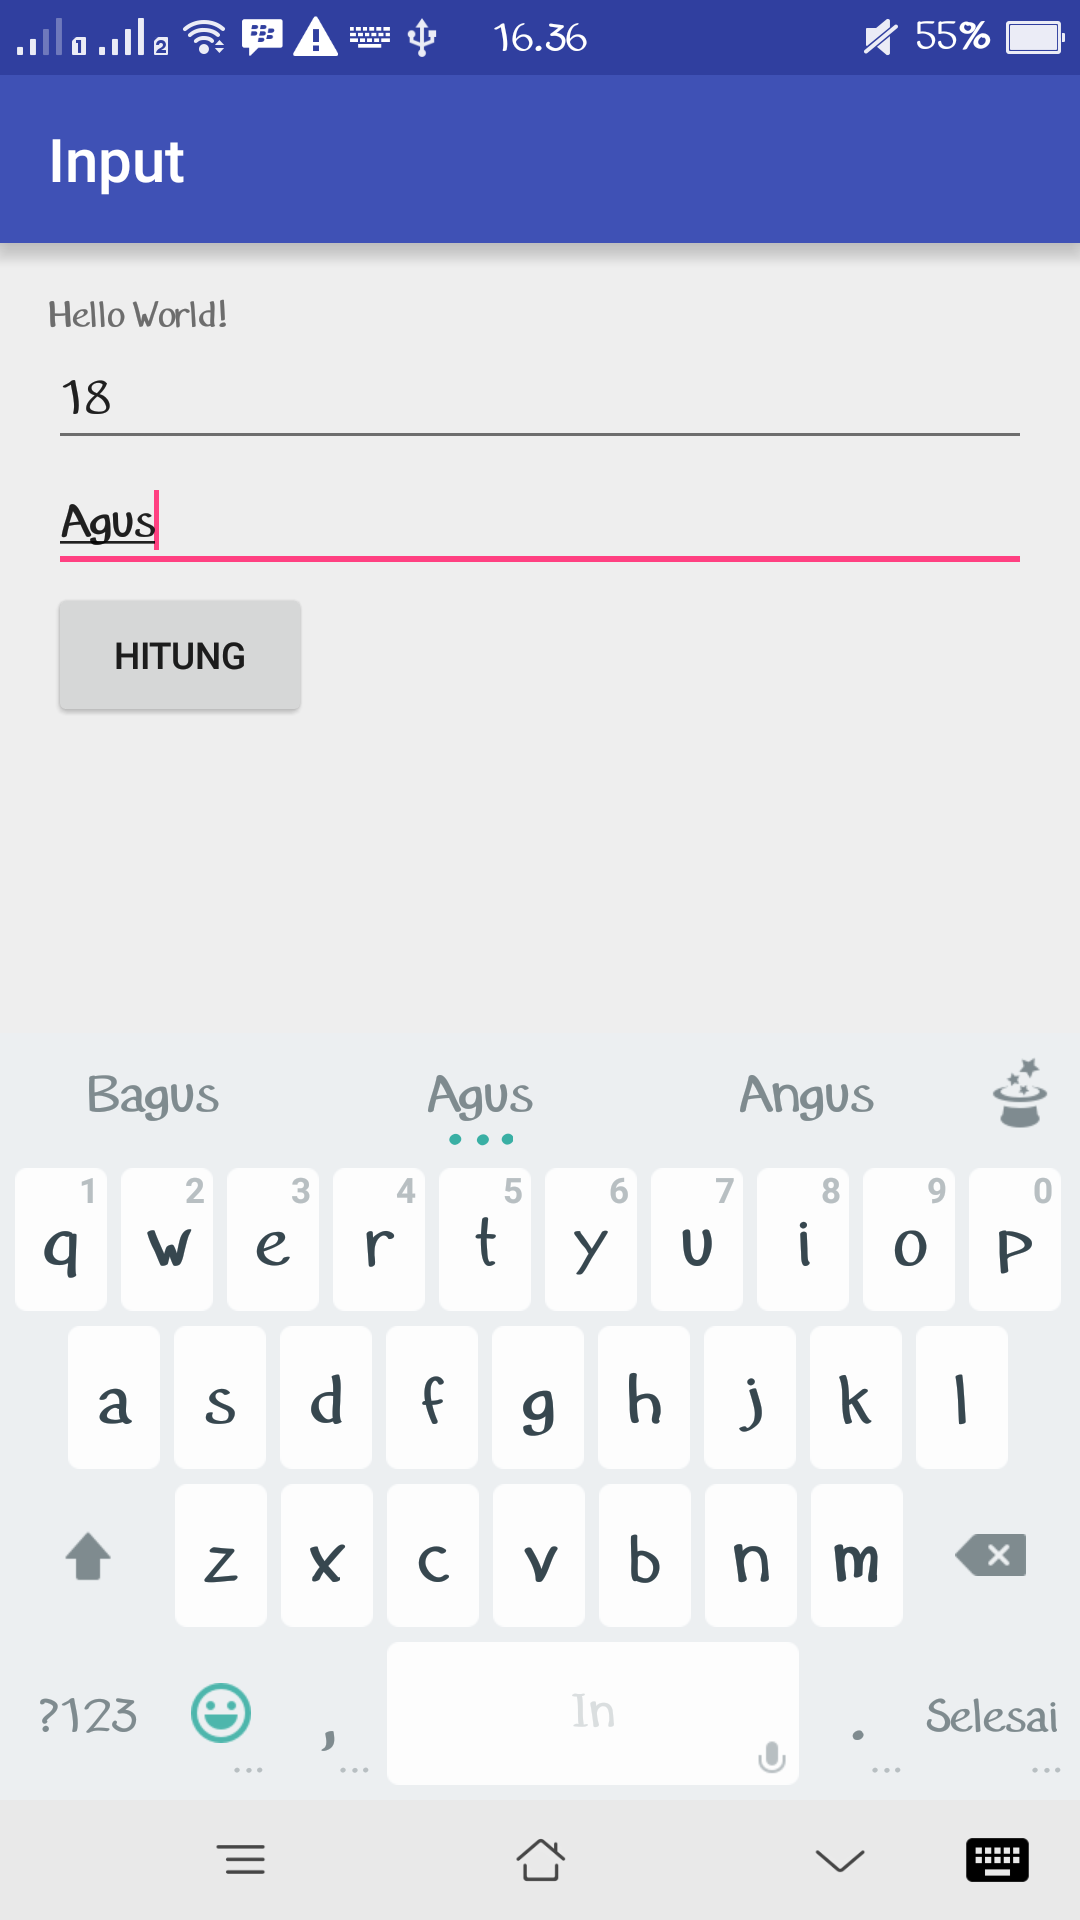 1 2 16.36 55%
Input
Hello World!
18
Agus
HITUNG
Bagus Agus Angus
1 2 3 4 5 6 7 8 9 0
q w e r t y u i o p
a s d f g h j k l
z x c v b n m
?123 , In . Selesai